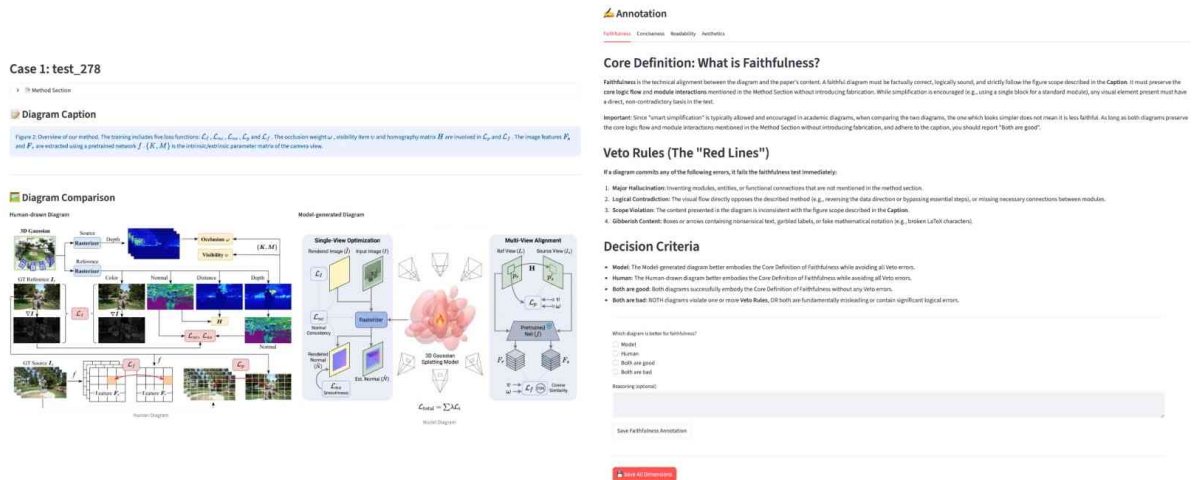 Case 1: test_278
Method Section
Diagram Caption
Figure 2: Overview of our method. The training includes five loss functions: ℒ_I, ℒ_nc, ℒ_ns, ℒ_p and ℒ_f. The occlusion weight ω, visibility item v and homography matrix H are involved in ℒ_p and ℒ_f. The image features F_s
and F_r are extracted using a pretrained network f. {K, M} is the intrinsic/extrinsic parameter matrix of the camera view.
Diagram Comparison
Human-drawn Diagram
3D Gaussian
Source
Rasterizer
Depth
Reference
Rasterizer
Occlusion ω
Visibility v
{K, M}
GT Reference I_r
Color
Normal
Distance
Depth
∇I
ℒ_I
∇Î
H
ℒ_nc, ℒ_ns
Normal
GT Source I_s
f
ℒ_f
f
ℒ_p
Feature F_s
Feature F_r
Human Diagram
Model-generated Diagram
Single-View Optimization
Rendered Image (Î)
Input Image (I)
ℒ_I
ℒ_nc
Normal
Consistency
Rasterizer
Rendered
Normal
Est. Normal
ℒ_ns
Smoothness
3D Gaussian
Splatting Model
ℒ_total = ∑λℒ_i
Multi-View Alignment
Ref View (I_r)
Source View (I_s)
H
ℒ_p
v
ω
Pretrained
Net (f)
F_r
F_s
v
ω
ℒ_f
Cosine
Similarity
Model Diagram
Annotation
Faithfulness Conciseness Readability Aesthetics
Core Definition: What is Faithfulness?
Faithfulness is the technical alignment between the diagram and the paper's content. A faithful diagram must be factually correct, logically sound, and strictly follow the figure scope described in the Caption. It must preserve the
core logic flow and module interactions mentioned in the Method Section without introducing fabrication. While simplification is encouraged (e.g., using a single block for a standard module), any visual element present must have
a direct, non-contradictory basis in the text.
Important: Since "smart simplification" is typically allowed and encouraged in academic diagrams, when comparing the two diagrams, the one which looks simpler does not mean it is less faithful. As long as both diagrams preserve
the core logic flow and module interactions mentioned in the Method Section without introducing fabrication, and adhere to the caption, you should report "Both are good".
Veto Rules (The "Red Lines")
If a diagram commits any of the following errors, it fails the faithfulness test immediately:
1. Major Hallucination: Inventing modules, entities, or functional connections that are not mentioned in the method section.
2. Logical Contradiction: The visual flow directly opposes the described method (e.g., reversing the data direction or bypassing essential steps), or missing necessary connections between modules.
3. Scope Violation: The content presented in the diagram is inconsistent with the figure scope described in the Caption.
4. Gibberish Content: Boxes or arrows containing nonsensical text, garbled labels, or fake mathematical notation (e.g., broken LaTeX characters).
Decision Criteria
• Model: The Model-generated diagram better embodies the Core Definition of Faithfulness while avoiding all Veto errors.
• Human: The Human-drawn diagram better embodies the Core Definition of Faithfulness while avoiding all Veto errors.
• Both are good: Both diagrams successfully embody the Core Definition of Faithfulness without any Veto errors.
• Both are bad: BOTH diagrams violate one or more Veto Rules, OR both are fundamentally misleading or contain significant logical errors.
Which diagram is better for faithfulness?
Model
Human
Both are good
Both are bad
Reasoning (optional)
Save Faithfulness Annotation
Save All Dimensions